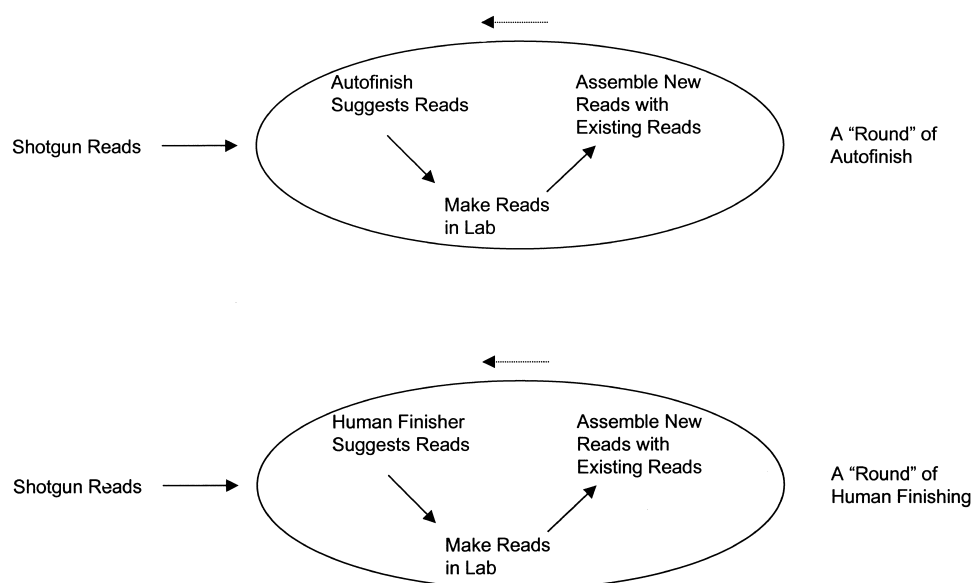 Autofinish
Suggests Reads
Assemble New
Reads with
Existing Reads
Shotgun Reads
A “Round” of
Autofinish
Make Reads
in Lab
Human Finisher
Suggests Reads
Assemble New
Reads with
Existing Reads
Shotgun Reads
A “Round” of
Human Finishing
Make Reads
in Lab